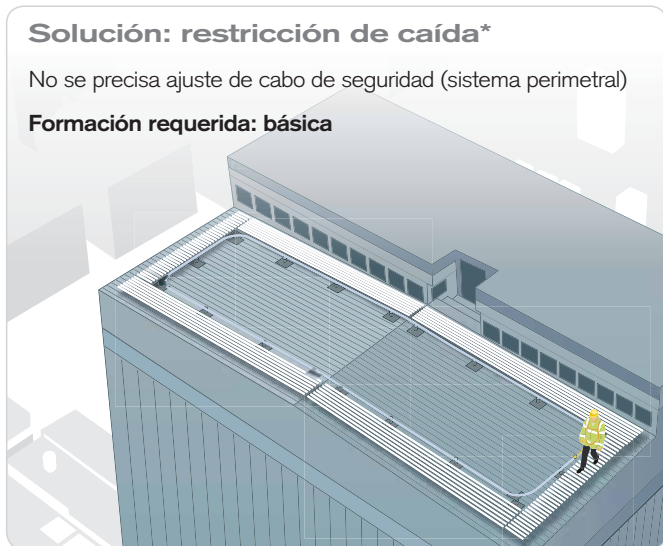 Solución: restricción de caída*
No se precisa ajuste de cabo de seguridad (sistema perimetral)
Formación requerida: básica